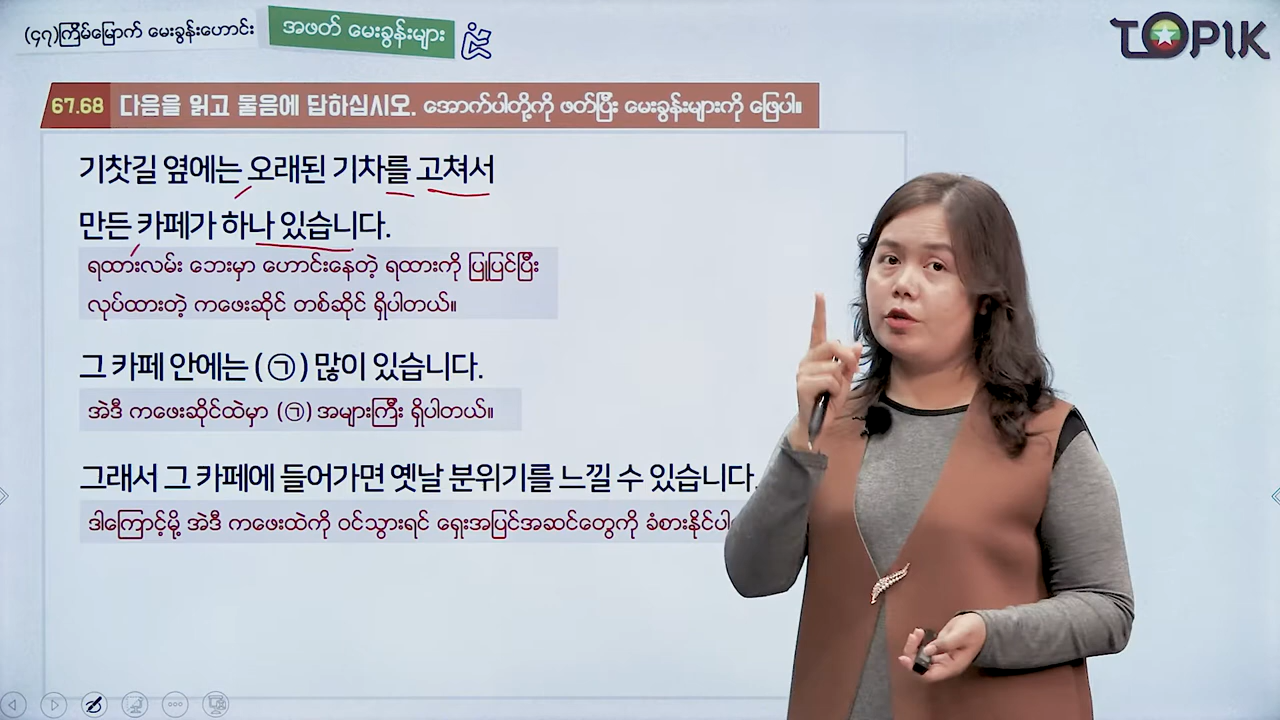 (၄၇)ကြိမ်မြောက် မေးခွန်းဟောင်း
အဖတ် မေးခွန်းများ
TOPIK
67.68 다음을 읽고 물음에 답하십시오. အောက်ပါတို့ကို ဖတ်ပြီး မေးခွန်းများကို ဖြေပါ။
기찻길 옆에는 오래된 기차를 고쳐서
만든 카페가 하나 있습니다.
ရထားလမ်း ဘေးမှာ ဟောင်းနေတဲ့ ရထားကို ပြုပြင်ပြီး
လုပ်ထားတဲ့ ကဖေးဆိုင် တစ်ဆိုင် ရှိပါတယ်။
그 카페 안에는 (㉠) 많이 있습니다.
အဲဒီ ကဖေးဆိုင်ထဲမှာ (㉠) အများကြီး ရှိပါတယ်။
그래서 그 카페에 들어가면 옛날 분위기를 느낄 수 있습니다.
ဒါကြောင့်မို့ အဲဒီ ကဖေးထဲကို ဝင်သွားရင် ရှေးအပြင်အဆင်တွေကို ခံစားနိုင်ပါ